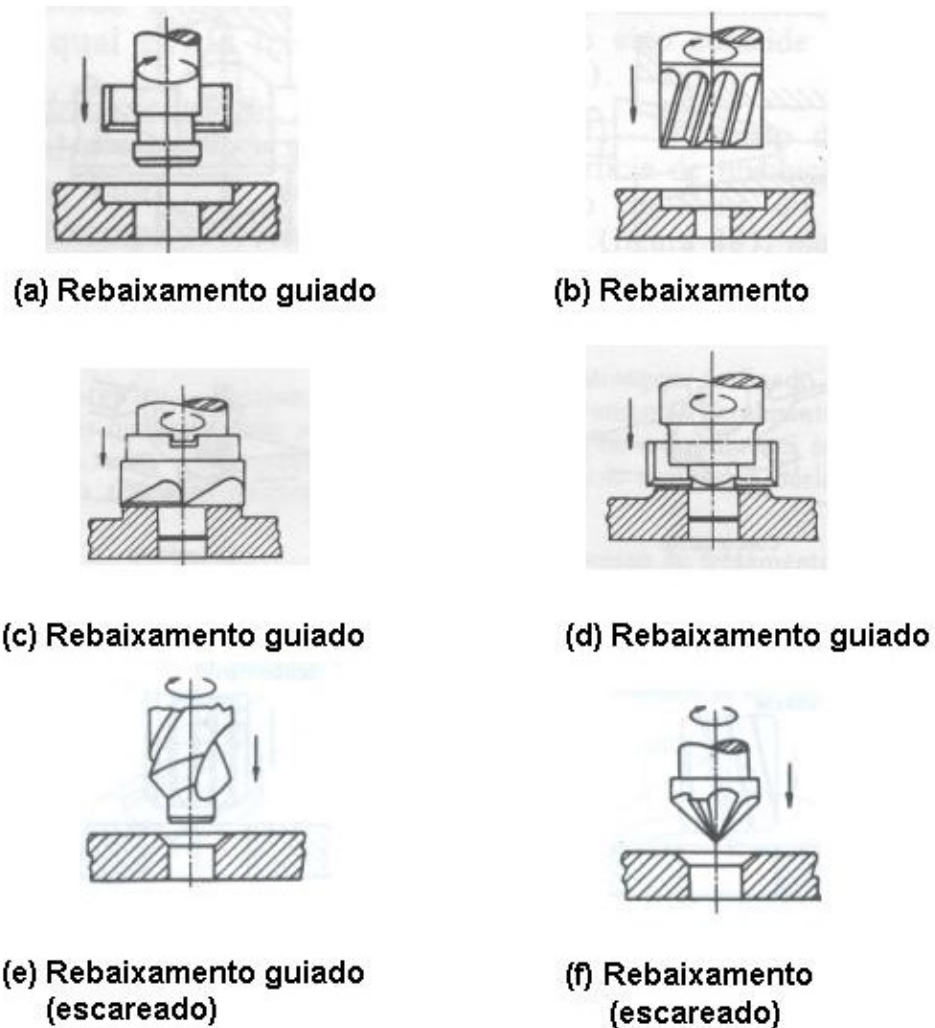 (a) Rebaixamento guiado
(b) Rebaixamento
(c) Rebaixamento guiado
(d) Rebaixamento guiado
(e) Rebaixamento guiado
(escareado)
(f) Rebaixamento
(escareado)